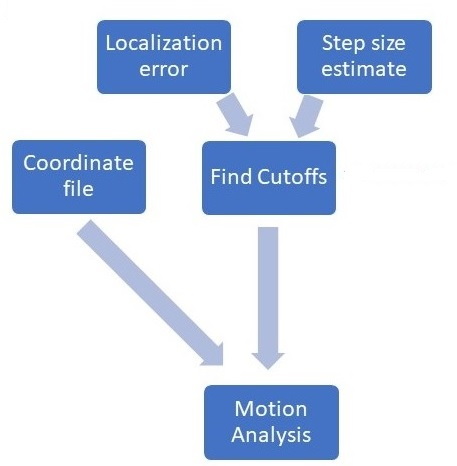 Localization
error
Step size
estimate
Coordinate
file
Find Cutoffs
Motion
Analysis